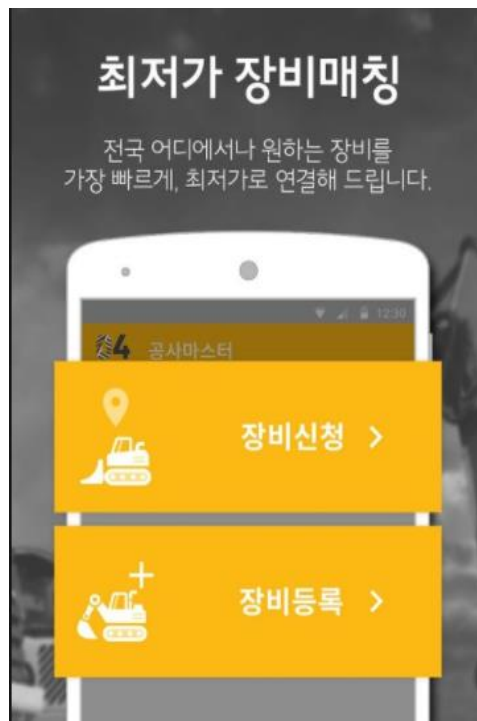 최저가 장비매칭
전국 어디에서나 원하는 장비를
가장 빠르게, 최저가로 연결해 드립니다.
12:30
24 공사마스터
장비신청 >
장비등록 >